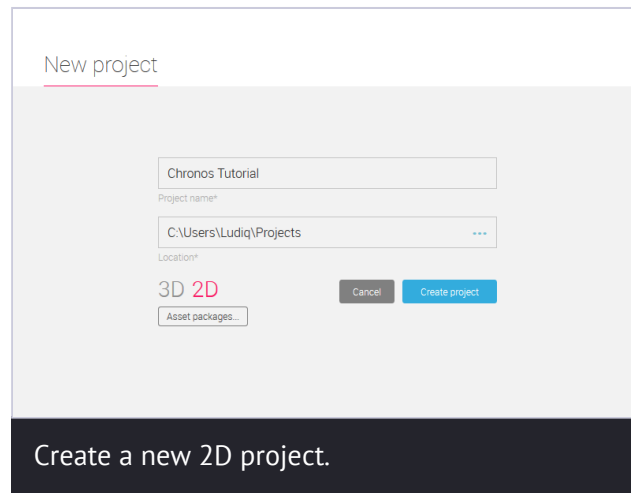 New project
Chronos Tutorial
Project name*
C:\Users\Ludiq\Projects
Location*
3D 2D
Cancel
Create project
Asset packages...
Create a new 2D project.